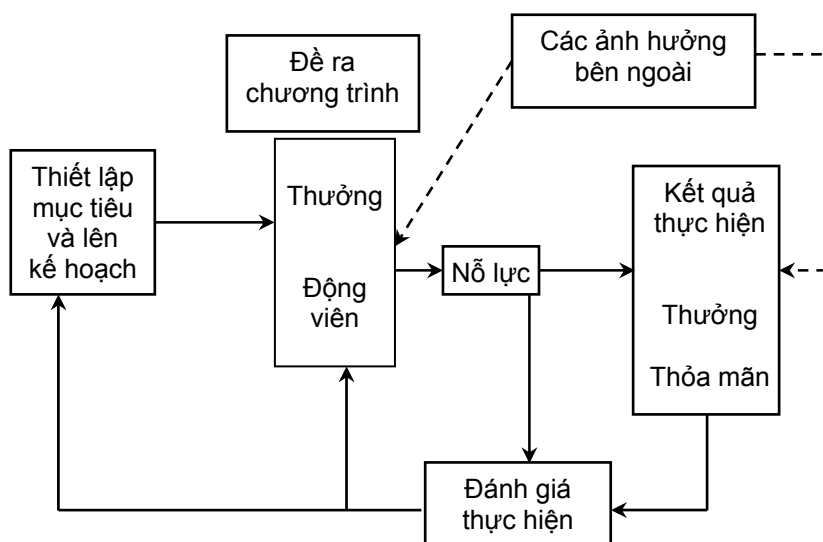 Đề ra
chương trình
Các ảnh hưởng
bên ngoài
Thiết lập
mục tiêu
và lên
kế hoạch
Thưởng
Động
viên
Nỗ lực
Kết quả
thực hiện
Thưởng
Thỏa mãn
Đánh giá
thực hiện